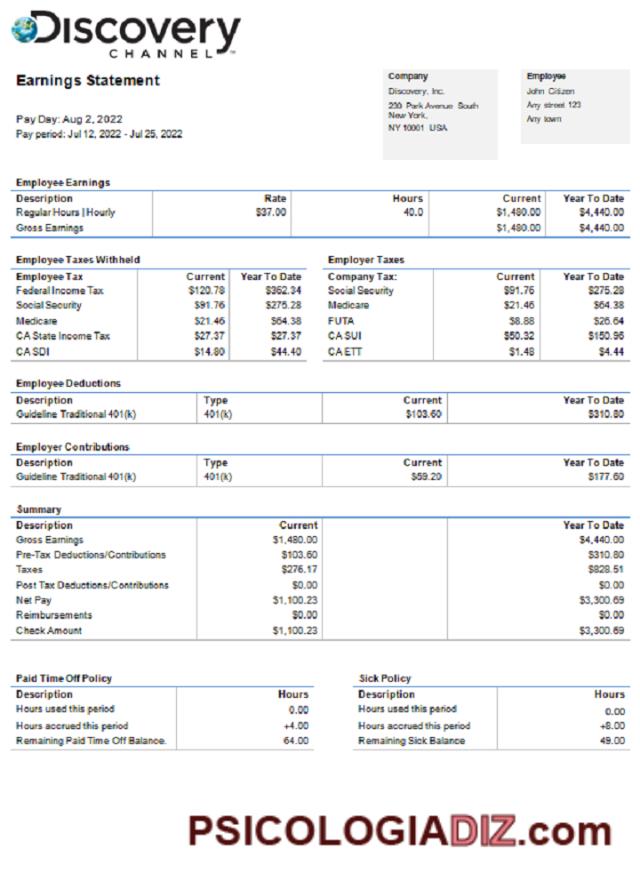 Discovery
CHANNEL
Earnings Statement
Pay Day: Aug 2, 2022
Pay period: Jul 12, 2022 - Jul 25, 2022
Company
Discovery, Inc.
230 Park Avenue South
New York,
NY 10001 USA
Employee
John Citizen
Any street 123
Any town
Employee Earnings
Description Rate Hours Current Year To Date
Regular Hours | Hourly $37.00 40.0 $1,480.00 $4,440.00
Gross Earnings $1,480.00 $4,440.00
Employee Taxes Withheld
Employee Tax Current Year To Date
Federal Income Tax $120.78 $362.34
Social Security $91.76 $275.28
Medicare $21.46 $64.38
CA State Income Tax $27.37 $27.37
CA SDI $14.80 $44.40
Employer Taxes
Company Tax: Current Year To Date
Social Security $91.76 $275.28
Medicare $21.46 $64.38
FUTA $8.88 $26.64
CA SUI $50.32 $150.96
CA ETT $1.48 $4.44
Employee Deductions
Description Type Current Year To Date
Guideline Traditional 401(k) 401(k) $103.60 $310.80
Employer Contributions
Description Type Current Year To Date
Guideline Traditional 401(k) 401(k) $59.20 $177.60
Summary
Description Current Year To Date
Gross Earnings $1,480.00 $4,440.00
Pre-Tax Deductions/Contributions $103.60 $310.80
Taxes $276.17 $828.51
Post Tax Deductions/Contributions $0.00 $0.00
Net Pay $1,100.23 $3,300.69
Reimbursements $0.00 $0.00
Check Amount $1,100.23 $3,300.69
Paid Time Off Policy
Description Hours
Hours used this period 0.00
Hours accrued this period +4.00
Remaining Paid Time Off Balance. 64.00
Sick Policy
Description Hours
Hours used this period 0.00
Hours accrued this period +8.00
Remaining Sick Balance 49.00
PSICOLOGIADIZ.com